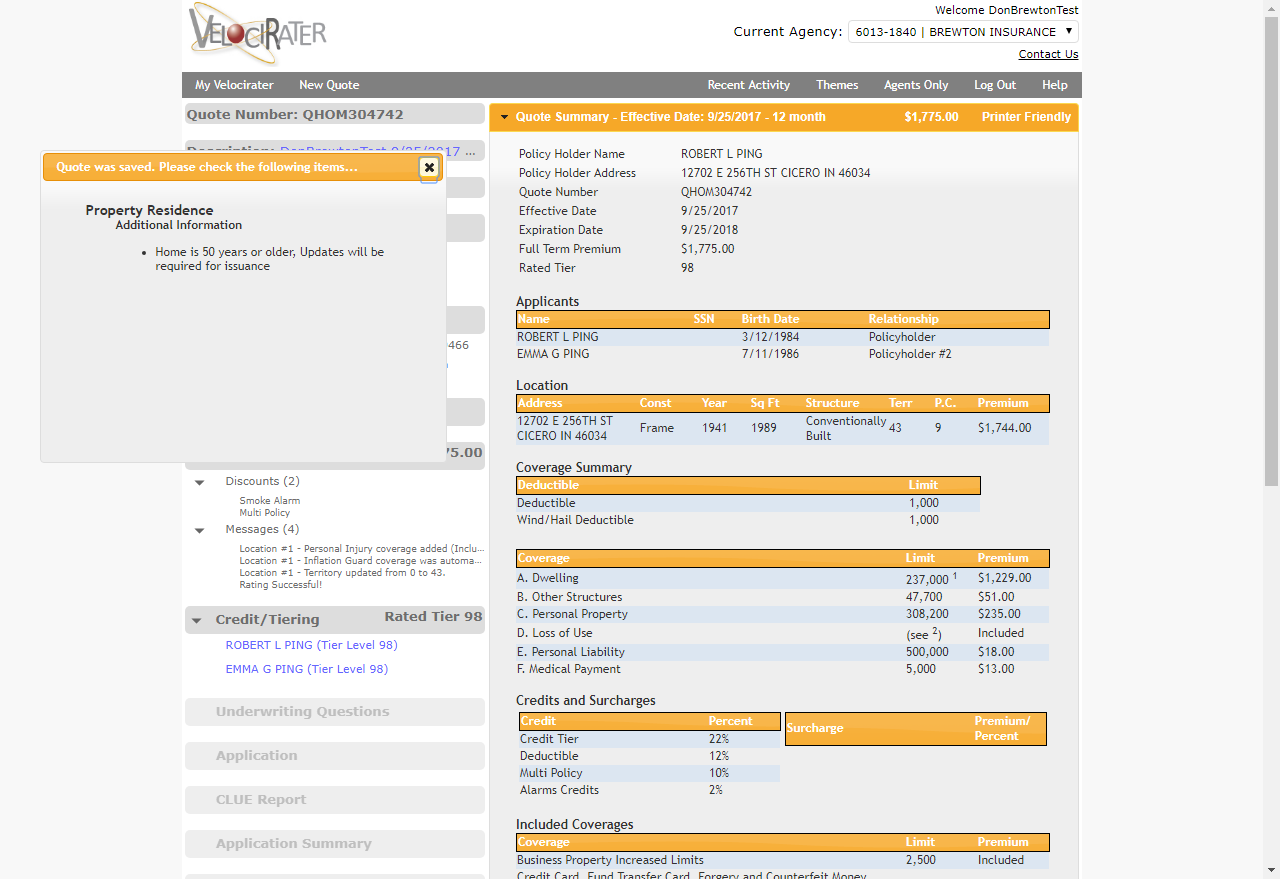 VELOCIRATER
Welcome DonBrewtonTest
Current Agency: 6013-1840 | BREWTON INSURANCE
Contact Us
My Velocirater New Quote Recent Activity Themes Agents Only Log Out Help
Quote Number: QHOM304742
Description: DonBrewtonTest 9/25/2017 ...
Quote was saved. Please check the following items...
Property Residence
Additional Information
• Home is 50 years or older, Updates will be
required for issuance
466
75.00
Discounts (2)
Smoke Alarm
Multi Policy
Messages (4)
Location #1 - Personal Injury coverage added (Inclu...
Location #1 - Inflation Guard coverage was automa...
Location #1 - Territory updated from 0 to 43.
Rating Successful!
Credit/Tiering Rated Tier 98
ROBERT L PING (Tier Level 98)
EMMA G PING (Tier Level 98)
Underwriting Questions
Application
CLUE Report
Application Summary
Quote Summary - Effective Date: 9/25/2017 - 12 month $1,775.00 Printer Friendly
Policy Holder Name ROBERT L PING
Policy Holder Address 12702 E 256TH ST CICERO IN 46034
Quote Number QHOM304742
Effective Date 9/25/2017
Expiration Date 9/25/2018
Full Term Premium $1,775.00
Rated Tier 98
Applicants
Name SSN Birth Date Relationship
ROBERT L PING 3/12/1984 Policyholder
EMMA G PING 7/11/1986 Policyholder #2
Location
Address Const Year Sq Ft Structure Terr P.C. Premium
12702 E 256TH ST CICERO IN 46034 Frame 1941 1989 Conventionally Built 43 9 $1,744.00
Coverage Summary
Deductible Limit
Deductible 1,000
Wind/Hail Deductible 1,000
Coverage Limit Premium
A. Dwelling 237,000 1 $1,229.00
B. Other Structures 47,700 $51.00
C. Personal Property 308,200 $235.00
D. Loss of Use (see 2) Included
E. Personal Liability 500,000 $18.00
F. Medical Payment 5,000 $13.00
Credits and Surcharges
Credit Percent Surcharge Premium/ Percent
Credit Tier 22%
Deductible 12%
Multi Policy 10%
Alarms Credits 2%
Included Coverages
Coverage Limit Premium
Business Property Increased Limits 2,500 Included
Credit Card, Fund Transfer Card, Forgery and Counterfeit Money